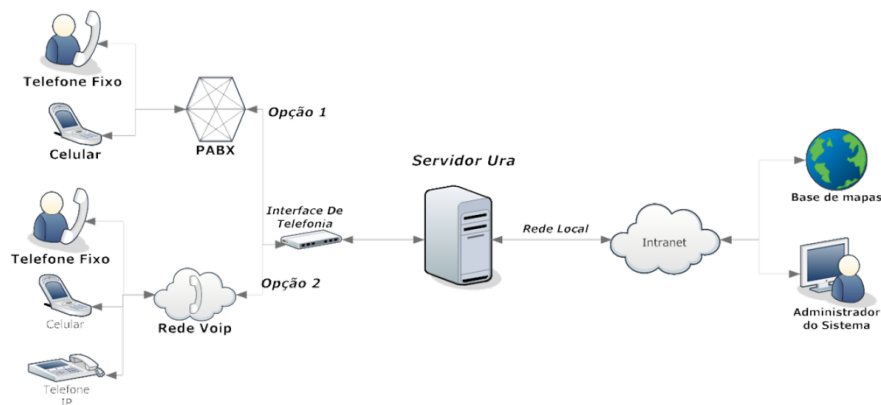 Telefone Fixo
Celular
PABX
Opção 1
Telefone Fixo
Celular
Telefone
IP
Rede Voip
Opção 2
Interface De
Telefonia
Servidor Ura
Rede Local
Intranet
Base de mapas
Administrador
do Sistema